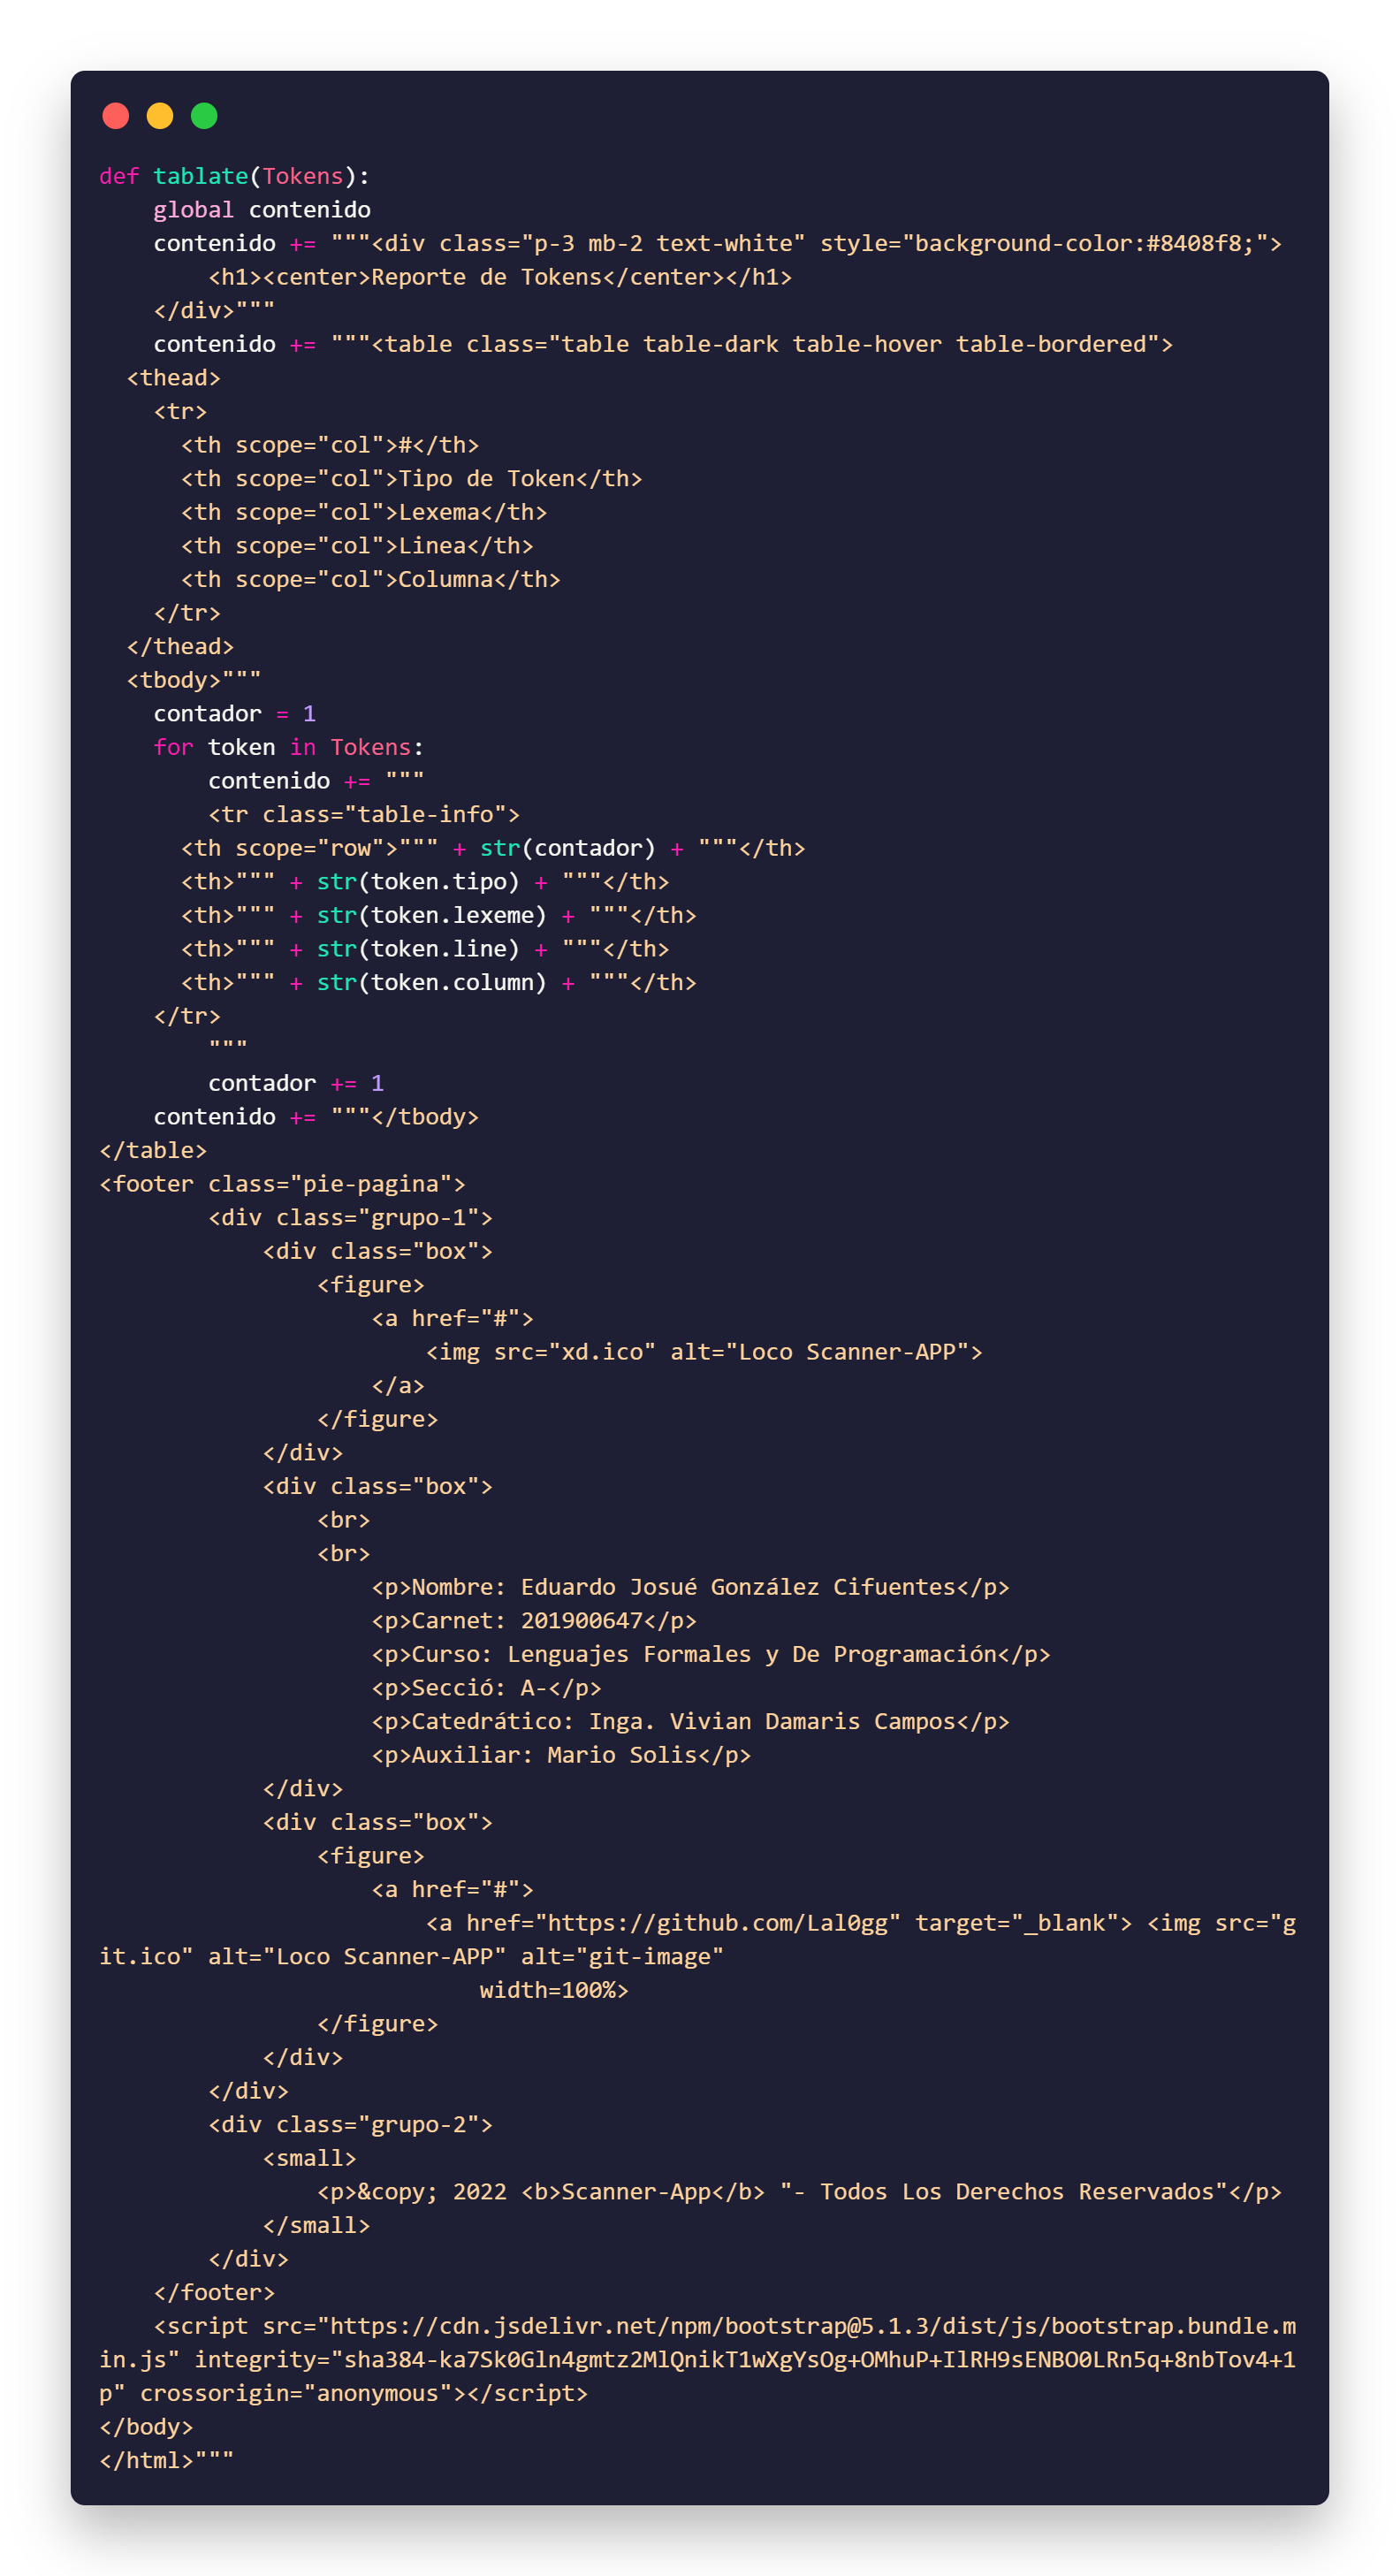 def tablate(Tokens):
    global contenido
    contenido += """<div class="p-3 mb-2 text-white" style="background-color:#8408f8;">
        <h1><center>Reporte de Tokens</center></h1>
    </div>"""
    contenido += """<table class="table table-dark table-hover table-bordered">
  <thead>
    <tr>
      <th scope="col">#</th>
      <th scope="col">Tipo de Token</th>
      <th scope="col">Lexema</th>
      <th scope="col">Linea</th>
      <th scope="col">Columna</th>
    </tr>
  </thead>
  <tbody>"""
    contador = 1
    for token in Tokens:
        contenido += """
        <tr class="table-info">
      <th scope="row">""" + str(contador) + """</th>
      <th>""" + str(token.tipo) + """</th>
      <th>""" + str(token.lexeme) + """</th>
      <th>""" + str(token.line) + """</th>
      <th>""" + str(token.column) + """</th>
    </tr>
        """
        contador += 1
    contenido += """</tbody>
</table>
<footer class="pie-pagina">
        <div class="grupo-1">
            <div class="box">
                <figure>
                    <a href="#">
                        <img src="xd.ico" alt="Loco Scanner-APP">
                    </a>
                </figure>
            </div>
            <div class="box">
                <br>
                <br>
                    <p>Nombre: Eduardo Josué González Cifuentes</p>
                    <p>Carnet: 201900647</p>
                    <p>Curso: Lenguajes Formales y De Programación</p>
                    <p>Secció: A-</p>
                    <p>Catedrático: Inga. Vivian Damaris Campos</p>
                    <p>Auxiliar: Mario Solis</p>
            </div>
            <div class="box">
                <figure>
                    <a href="#">
                        <a href="https://github.com/Lal0gg" target="_blank"> <img src="g
it.ico" alt="Loco Scanner-APP" alt="git-image"
                            width=100%>
                </figure>
            </div>
        </div>
        <div class="grupo-2">
            <small>
                <p>&copy; 2022 <b>Scanner-App</b> "- Todos Los Derechos Reservados"</p>
            </small>
        </div>
    </footer>
    <script src="https://cdn.jsdelivr.net/npm/bootstrap@5.1.3/dist/js/bootstrap.bundle.m
in.js" integrity="sha384-ka7Sk0Gln4gmtz2MlQnikT1wXgYsOg+OMhuP+IlRH9sENBO0LRn5q+8nbTov4+1
p" crossorigin="anonymous"></script>
</body>
</html>"""